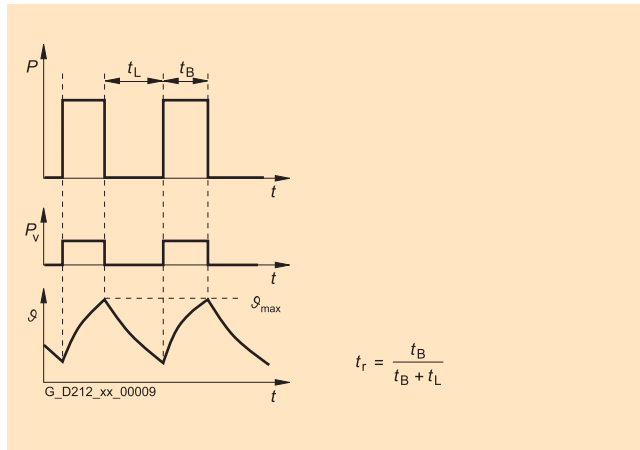 P
t_L
t_B
t
P_v
t
ϑ
ϑ_max
G_D212_xx_00009
t
t_r = t_B / (t_B + t_L)